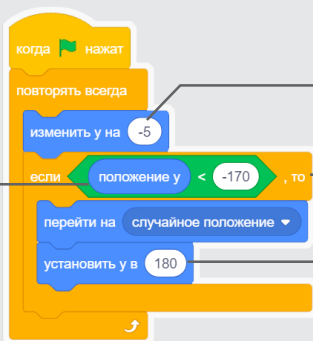 когда нажат
повторять всегда
изменить y на -5
если положение y < -170 , то
перейти на случайное положение
установить y в 180